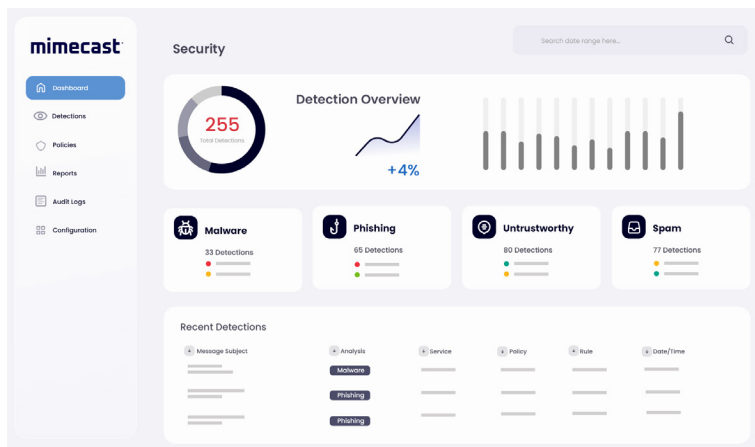 mimecast
Security
Search date range here...
Dashboard
Detections
Policies
Reports
Audit Logs
Configuration
255
Total Detections
Detection Overview
+4%
Malware
33 Detections
Phishing
65 Detections
Untrustworthy
80 Detections
Spam
77 Detections
Recent Detections
Message Subject Analysis Service Policy Rule Date/Time
Malware
Phishing
Phishing